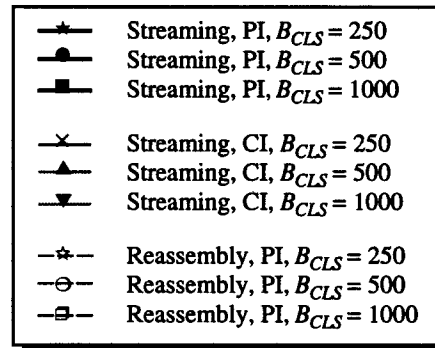 Streaming, PI, B_CLS = 250
Streaming, PI, B_CLS = 500
Streaming, PI, B_CLS = 1000
Streaming, CI, B_CLS = 250
Streaming, CI, B_CLS = 500
Streaming, CI, B_CLS = 1000
Reassembly, PI, B_CLS = 250
Reassembly, PI, B_CLS = 500
Reassembly, PI, B_CLS = 1000